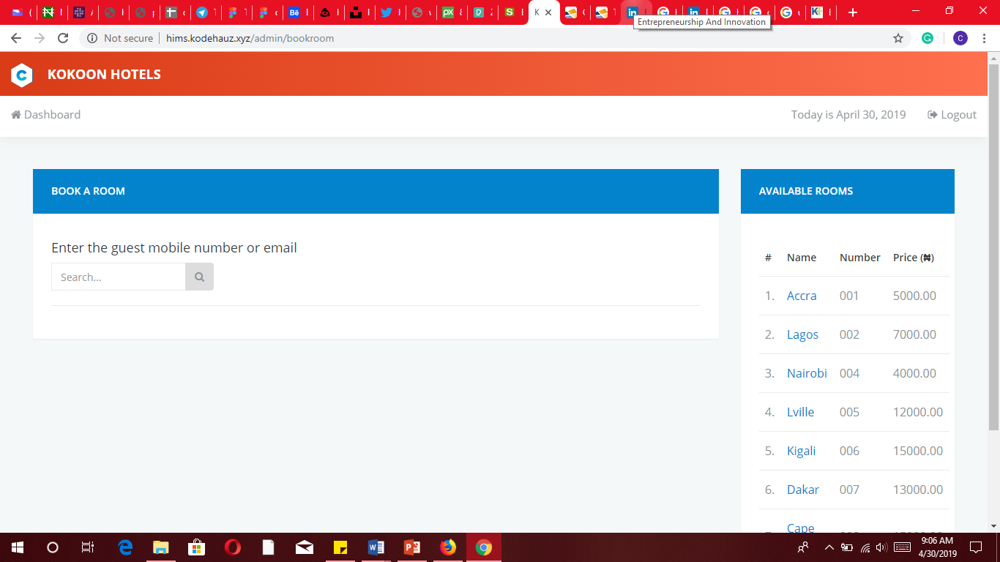 Entrepreneurship And Innovation
Not secure
hims.kodehauz.xyz/admin/bookroom
KOKOON HOTELS
Dashboard
Today is April 30, 2019
Logout
BOOK A ROOM
Enter the guest mobile number or email
Search...
AVAILABLE ROOMS
# Name Number Price (₦)
1. Accra 001 5000.00
2. Lagos 002 7000.00
3. Nairobi 004 4000.00
4. Lville 005 12000.00
5. Kigali 006 15000.00
6. Dakar 007 13000.00
Cape
9:06 AM
4/30/2019